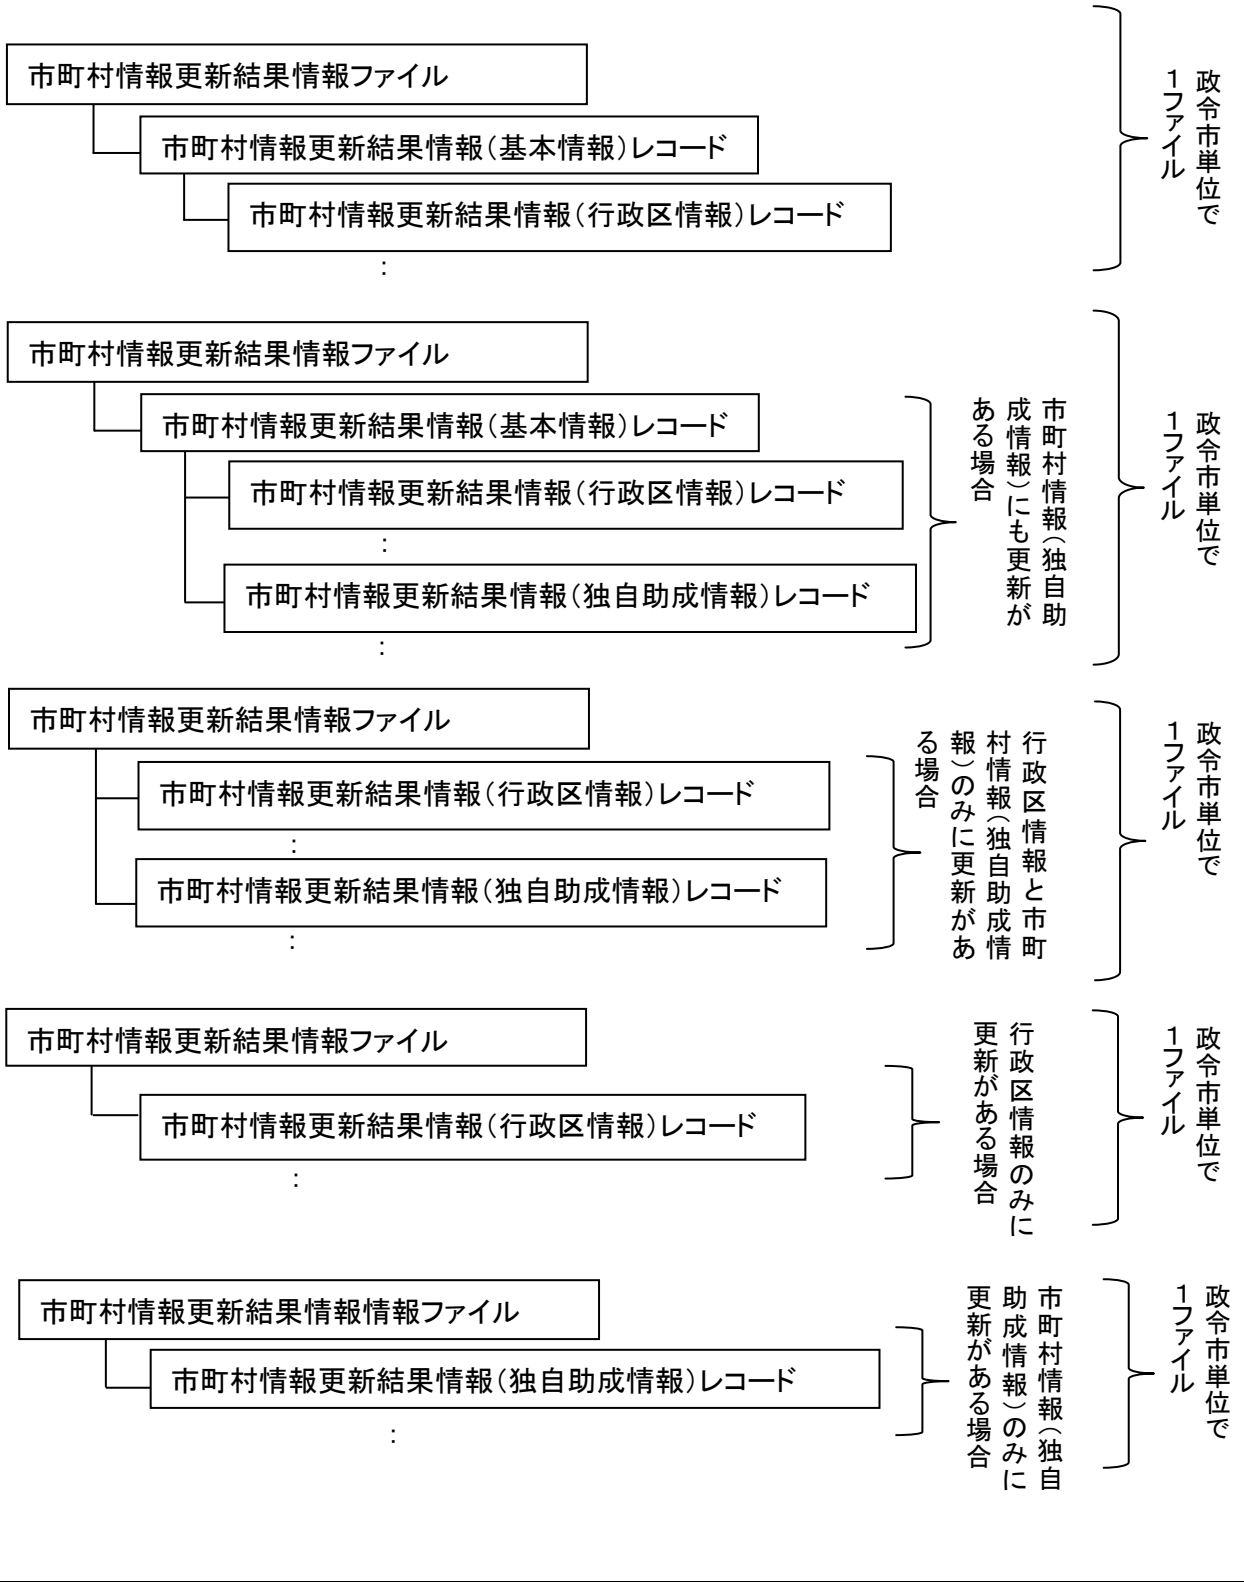 市町村情報更新結果情報ファイル
市町村情報更新結果情報（基本情報）レコード
市町村情報更新結果情報（行政区情報）レコード
：
政令市単位で
１ファイル
市町村情報更新結果情報ファイル
市町村情報更新結果情報（基本情報）レコード
市町村情報更新結果情報（行政区情報）レコード
：
市町村情報更新結果情報（独自助成情報）レコード
：
市町村情報（独自助
成情報）にも更新が
ある場合
政令市単位で
１ファイル
市町村情報更新結果情報ファイル
市町村情報更新結果情報（行政区情報）レコード
：
市町村情報更新結果情報（独自助成情報）レコード
：
行政区情報と市町
村情報（独自助成情
報）のみに更新があ
る場合
政令市単位で
１ファイル
市町村情報更新結果情報ファイル
市町村情報更新結果情報（行政区情報）レコード
：
行政区情報のみに
更新がある場合
政令市単位で
１ファイル
市町村情報更新結果情報情報ファイル
市町村情報更新結果情報（独自助成情報）レコード
：
市町村情報（独自
助成情報）のみに
更新がある場合
政令市単位で
１ファイル